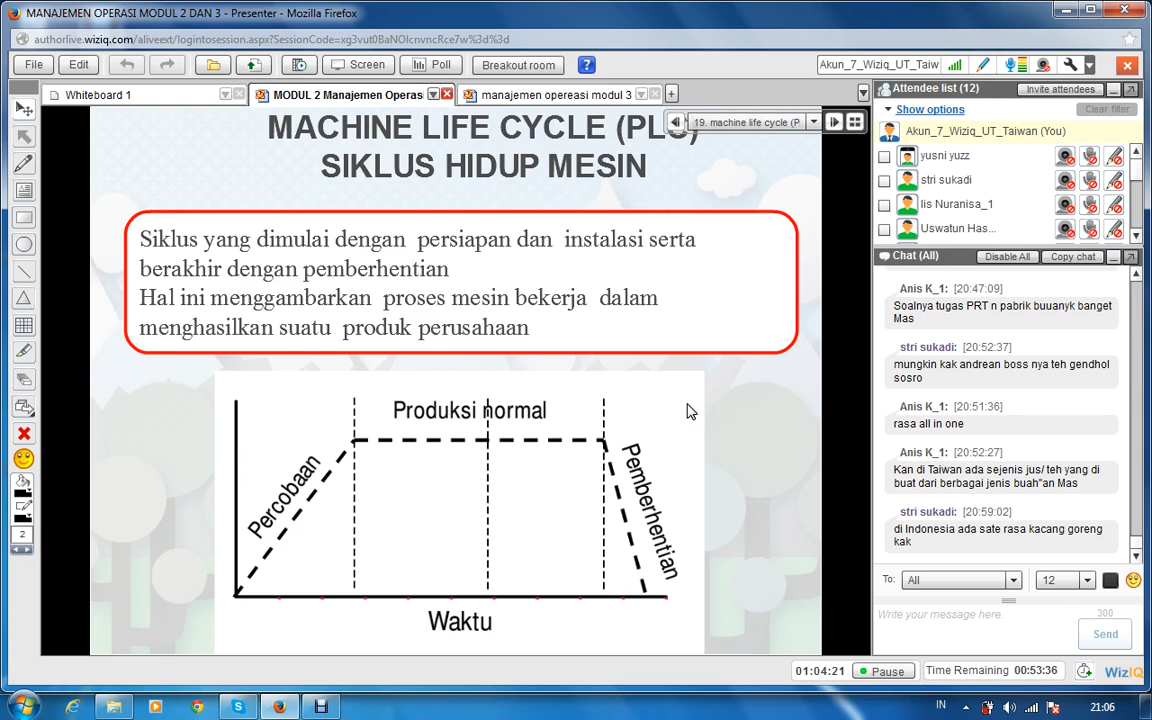 MANAJEMEN OPERASI MODUL 2 DAN 3 - Presenter - Mozilla Firefox
authorlive.wiziq.com/aliveext/logintosession.aspx?SessionCode=xg3vut0BaNOIcnvncRce7w%3d%3d
File Edit Screen Poll Breakout room ? Akun_7_Wiziq_UT_Taiw
Whiteboard 1 MODUL 2 Manajemen Operas manajemen opereasi modul 3
19. machine life cycle (P
MACHINE LIFE CYCLE (PLC)
SIKLUS HIDUP MESIN
Siklus yang dimulai dengan persiapan dan instalasi serta
berakhir dengan pemberhentian
Hal ini menggambarkan proses mesin bekerja dalam
menghasilkan suatu produk perusahaan
Produksi normal
Percobaan
Pemberhentian
Waktu
2
Attendee list (12) Invite attendees
Show options Clear filter
Akun_7_Wiziq_UT_Taiwan (You)
yusni yuzz
stri sukadi
Iis Nuranisa_1
Uswatun Has...
Chat (All) Disable All Copy chat
Anis K_1: [20:47:09]
Soalnya tugas PRT n pabrik buuanyk banget
Mas
stri sukadi: [20:52:37]
mungkin kak andrean boss nya teh gendhol
sosro
Anis K_1: [20:51:36]
rasa all in one
Anis K_1: [20:52:27]
Kan di Taiwan ada sejenis jus/ teh yang di
buat dari berbagai jenis buah"an Mas
stri sukadi: [20:59:02]
di Indonesia ada sate rasa kacang goreng
kak
To: All 12
Write your message here. 300
Send
01:04:21 Pause Time Remaining 00:53:36 WizIQ
IN 21:06